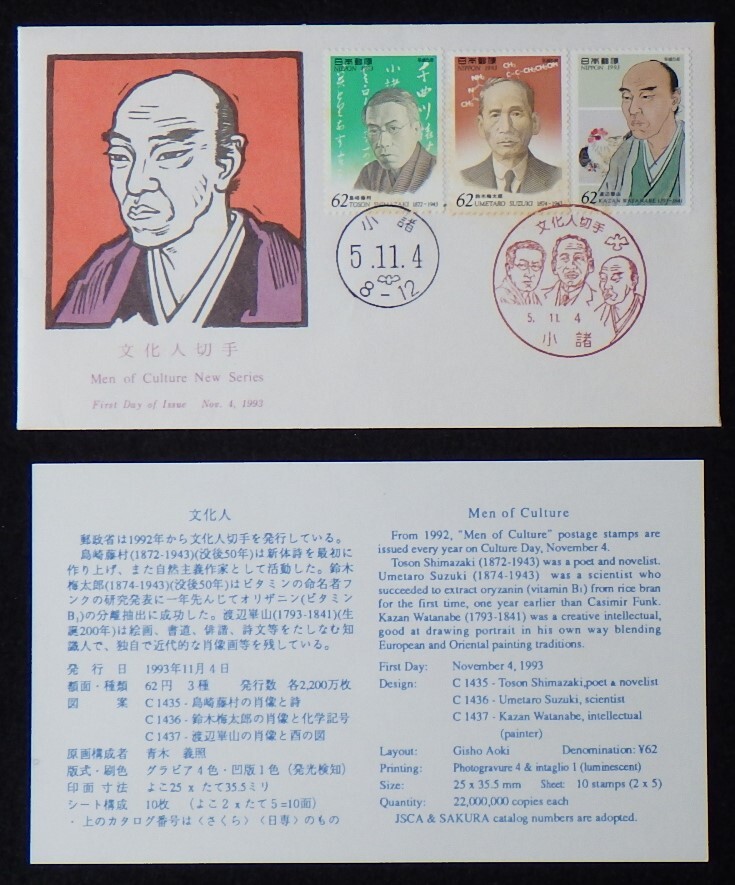 日本郵便
NIPPON 1993
千曲川
小諸
62
島崎藤村
TOSON SHIMAZAKI 1872-1943
日本郵便
NIPPON 1993
62
鈴木梅太郎
UMETARO SUZUKI 1874-1943
日本郵便
NIPPON 1993
62
渡辺崋山
KAZAN WATANABE 1793-1841
小諸
5.11.4
8-12
文化人切手
5. 11. 4
小諸
文化人切手
Men of Culture New Series
First Day of Issue Nov. 4, 1993
文化人
郵政省は1992年から文化人切手を発行している。
島崎藤村(1872-1943)(没後50年)は新体詩を最初に
作り上げ、また自然主義作家として活動した。鈴木
梅太郎(1874-1943)(没後50年)はビタミンの命名者フ
ンクの研究発表に一年先んじてオリザニン(ビタミン
B₁)の分離抽出に成功した。渡辺崋山(1793-1841)(生
誕200年)は絵画、書道、俳諧、詩文等をたしなむ知
識人で、独自で近代的な肖像画等を残している。
発行日 1993年11月4日
額面・種類 62円 3種 発行数 各2,200万枚
図案 C1435-島崎藤村の肖像と詩
C1436-鈴木梅太郎の肖像と化学記号
C1437-渡辺崋山の肖像と酉の図
原画構成者 青木 義照
版式・刷色 グラビア4色・凹版1色(発光検知)
印面寸法 よこ25 x たて35.5ミリ
シート構成 10枚 (よこ2 x たて5=10面)
・上のカタログ番号は〈さくら〉〈日専〉のもの
Men of Culture
From 1992, "Men of Culture" postage stamps are
issued every year on Culture Day, November 4.
Toson Shimazaki (1872-1943) was a poet and novelist.
Umetaro Suzuki (1874-1943) was a scientist who
succeeded to extract oryzanin (vitamin B₁) from rice bran
for the first time, one year earlier than Casimir Funk.
Kazan Watanabe (1793-1841) was a creative intellectual,
good at drawing portrait in his own way blending
European and Oriental painting traditions.
First Day: November 4, 1993
Design: C 1435 - Toson Shimazaki,poet & novelist
C 1436 - Umetaro Suzuki, scientist
C 1437 - Kazan Watanabe, intellectual
(painter)
Layout: Gisho Aoki Denomination: ¥62
Printing: Photogravure 4 & intaglio 1 (luminescent)
Size: 25 x 35.5 mm Sheet: 10 stamps (2 x 5)
Quantity: 22,000,000 copies each
JSCA & SAKURA catalog numbers are adopted.